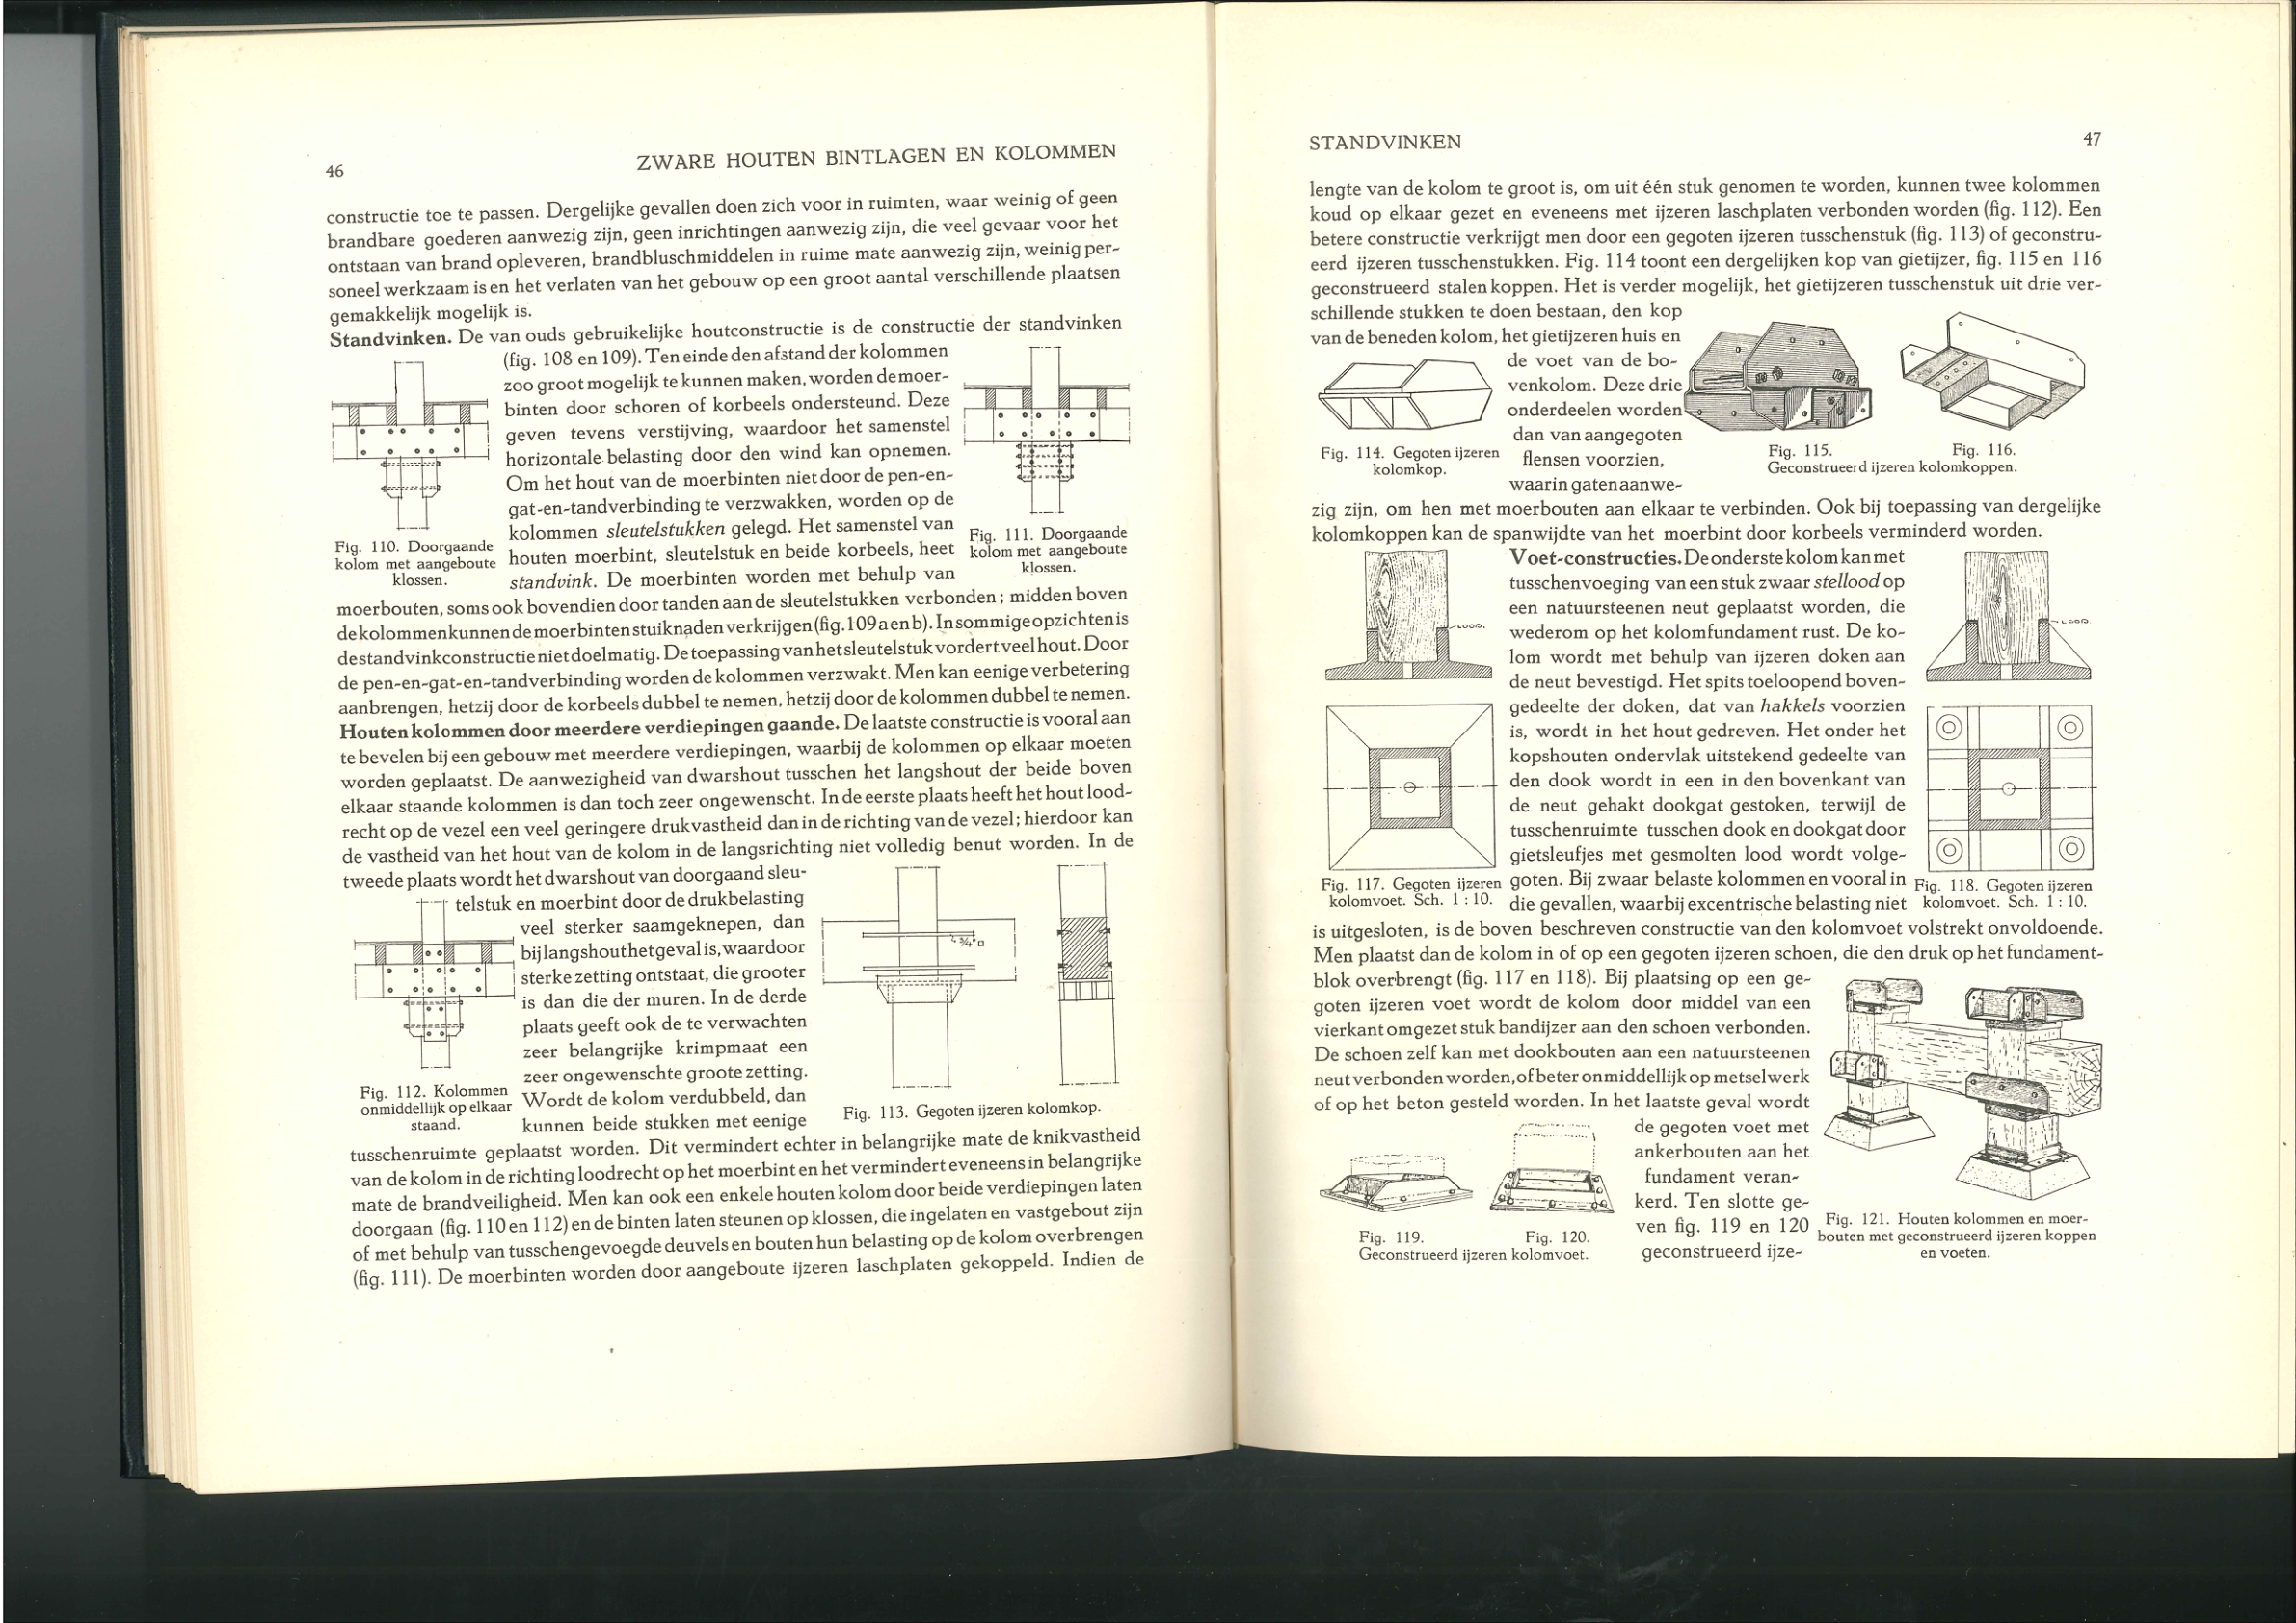 46
ZWARE HOUTEN BINTLAGEN EN KOLOMMEN
constructie toe te passen. Dergelijke gevallen doen zich voor in ruimten, waar weinig of geen
brandbare goederen aanwezig zijn, geen inrichtingen aanwezig zijn, die veel gevaar voor het
ontstaan van brand opleveren, brandbluschmiddelen in ruime mate aanwezig zijn, weinig per-
soneel werkzaam is en het verlaten van het gebouw op een groot aantal verschillende plaatsen
gemakkelijk mogelijk is.
Standvinken. De van ouds gebruikelijke houtconstructie is de constructie der standvinken
(fig. 108 en 109). Ten einde den afstand der kolommen
zoo groot mogelijk te kunnen maken, worden de moer-
binten door schoren of korbeels ondersteund. Deze
geven tevens verstijving, waardoor het samenstel
horizontale belasting door den wind kan opnemen.
Om het hout van de moerbinten niet door de pen-en-
gat-en-tandverbinding te verzwakken, worden op de
kolommen sleutelstukken gelegd. Het samenstel van
houten moerbint, sleutelstuk en beide korbeels, heet
standvink. De moerbinten worden met behulp van
Fig. 110. Doorgaande
kolom met aangeboute
klossen.
Fig. 111. Doorgaande
kolom met aangeboute
klossen.
moerbouten, soms ook bovendien door tanden aan de sleutelstukken verbonden; midden boven
de kolommen kunnen de moerbinten stuiknaden verkrijgen (fig. 109 a en b). In sommige opzichten is
de standvinkconstructie niet doelmatig. De toepassing van het sleutelstuk vordert veel hout. Door
de pen-en-gat-en-tandverbinding worden de kolommen verzwakt. Men kan eenige verbetering
aanbrengen, hetzij door de korbeels dubbel te nemen, hetzij door de kolommen dubbel te nemen.
Houten kolommen door meerdere verdiepingen gaande. De laatste constructie is vooral aan
te bevelen bij een gebouw met meerdere verdiepingen, waarbij de kolommen op elkaar moeten
worden geplaatst. De aanwezigheid van dwarshout tusschen het langshout der beide boven
elkaar staande kolommen is dan toch zeer ongewenscht. In de eerste plaats heeft het hout lood-
recht op de vezel een veel geringere drukvastheid dan in de richting van de vezel; hierdoor kan
de vastheid van het hout van de kolom in de langsrichting niet volledig benut worden. In de
tweede plaats wordt het dwarshout van doorgaand sleu-
telstuk en moerbint door de drukbelasting
veel sterker saamgeknepen, dan
bij langshout het geval is, waardoor
sterke zetting ontstaat, die grooter
is dan die der muren. In de derde
plaats geeft ook de te verwachten
zeer belangrijke krimpmaat een
zeer ongewenschte groote zetting.
Wordt de kolom verdubbeld, dan
kunnen beide stukken met eenige
Fig. 112. Kolommen
onmiddellijk op elkaar
staand.
¾"
Fig. 113. Gegoten ijzeren kolomkop.
tusschenruimte geplaatst worden. Dit vermindert echter in belangrijke mate de knikvastheid
van de kolom in de richting loodrecht op het moerbint en het vermindert eveneens in belangrijke
mate de brandveiligheid. Men kan ook een enkele houten kolom door beide verdiepingen laten
doorgaan (fig. 110 en 112) en de binten laten steunen op klossen, die ingelaten en vastgebout zijn
of met behulp van tusschengevoegde deuvels en bouten hun belasting op de kolom overbrengen
(fig. 111). De moerbinten worden door aangeboute ijzeren laschplaten gekoppeld. Indien de
STANDVINKEN
47
lengte van de kolom te groot is, om uit één stuk genomen te worden, kunnen twee kolommen
koud op elkaar gezet en eveneens met ijzeren laschplaten verbonden worden (fig. 112). Een
betere constructie verkrijgt men door een gegoten ijzeren tusschenstuk (fig. 113) of geconstru-
eerd ijzeren tusschenstukken. Fig. 114 toont een dergelijken kop van gietijzer, fig. 115 en 116
geconstrueerd stalen koppen. Het is verder mogelijk, het gietijzeren tusschenstuk uit drie ver-
schillende stukken te doen bestaan, den kop
van de beneden kolom, het gietijzeren huis en
de voet van de bo-
venkolom. Deze drie
onderdeelen worden
dan van aangegoten
flensen voorzien,
waarin gaten aanwe-
Fig. 114. Gegoten ijzeren
kolomkop.
Fig. 115. Fig. 116.
Geconstrueerd ijzeren kolomkoppen.
zig zijn, om hen met moerbouten aan elkaar te verbinden. Ook bij toepassing van dergelijke
kolomkoppen kan de spanwijdte van het moerbint door korbeels verminderd worden.
Voet-constructies. De onderste kolom kan met
tusschenvoeging van een stuk zwaar stellood op
een natuursteenen neut geplaatst worden, die
wederom op het kolomfundament rust. De ko-
lom wordt met behulp van ijzeren doken aan
de neut bevestigd. Het spits toeloopend boven-
gedeelte der doken, dat van hakkels voorzien
is, wordt in het hout gedreven. Het onder het
kopshouten ondervlak uitstekend gedeelte van
den dook wordt in een in den bovenkant van
de neut gehakt dookgat gestoken, terwijl de
tusschenruimte tusschen dook en dookgat door
gietsleufjes met gesmolten lood wordt volge-
goten. Bij zwaar belaste kolommen en vooral in
die gevallen, waarbij excentrische belasting niet
LOOD.
LOOD.
Fig. 117. Gegoten ijzeren
kolomvoet. Sch. 1 : 10.
Fig. 118. Gegoten ijzeren
kolomvoet. Sch. 1 : 10.
is uitgesloten, is de boven beschreven constructie van den kolomvoet volstrekt onvoldoende.
Men plaatst dan de kolom in of op een gegoten ijzeren schoen, die den druk op het fundament-
blok overbrengt (fig. 117 en 118). Bij plaatsing op een ge-
goten ijzeren voet wordt de kolom door middel van een
vierkant omgezet stuk bandijzer aan den schoen verbonden.
De schoen zelf kan met dookbouten aan een natuursteenen
neut verbonden worden, of beter onmiddellijk op metselwerk
of op het beton gesteld worden. In het laatste geval wordt
de gegoten voet met
ankerbouten aan het
fundament veran-
kerd. Ten slotte ge-
ven fig. 119 en 120
geconstrueerd ijze-
Fig. 119. Fig. 120.
Geconstrueerd ijzeren kolomvoet.
Fig. 121. Houten kolommen en moer-
bouten met geconstrueerd ijzeren koppen
en voeten.